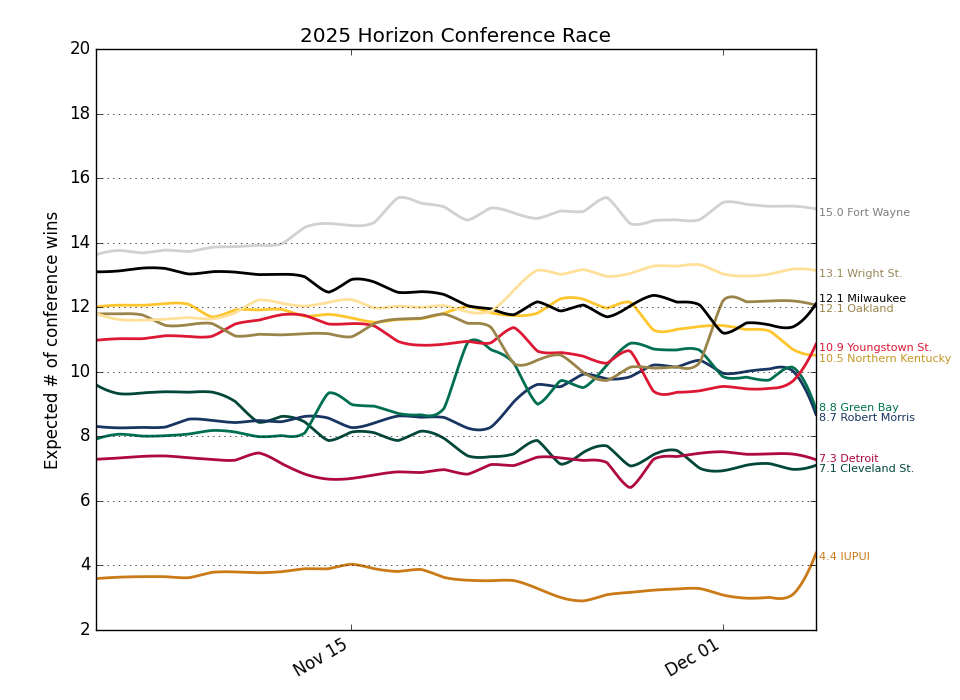 2025 Horizon Conference Race
Expected # of conference wins
20
18
16
14
12
10
8
6
4
2
Nov 15
Dec 01
15.0 Fort Wayne
13.1 Wright St.
12.1 Milwaukee
12.1 Oakland
10.9 Youngstown St.
10.5 Northern Kentucky
8.8 Green Bay
8.7 Robert Morris
7.3 Detroit
7.1 Cleveland St.
4.4 IUPUI